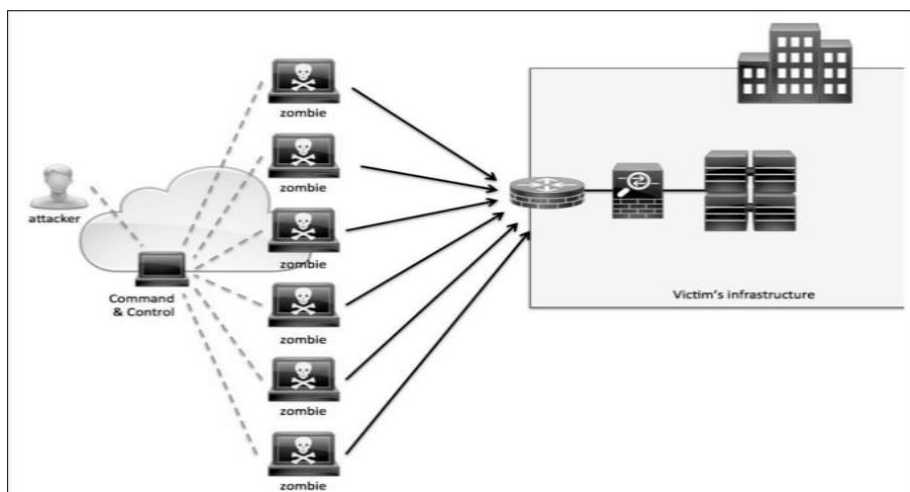 zombie
zombie
attacker
zombie
Command
& Control
zombie
Victim's infrastructure
zombie
zombie